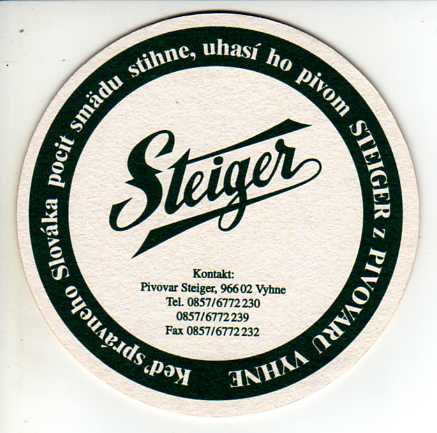 Keď správneho Slováka pocit smädu stihne, uhasí ho pivom STEIGER z PIVOVARU VYHNE
Steiger
Kontakt:
Pivovar Steiger, 966 02 Vyhne
Tel. 0857/6772 230
0857/6772 239
Fax 0857/6772 232